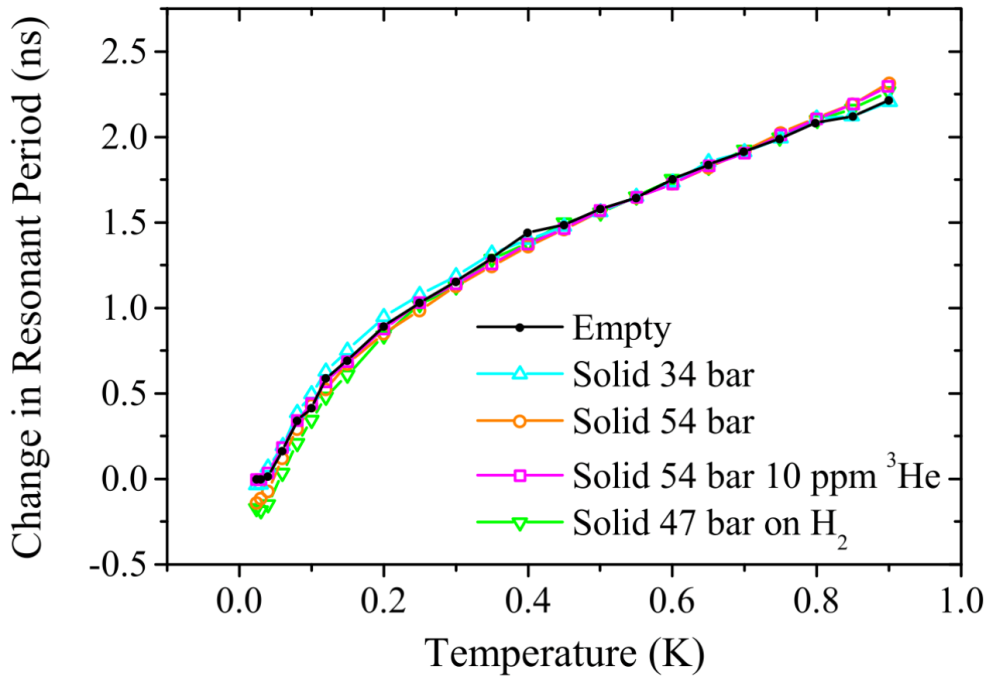 Change in Resonant Period (ns)
2.5
2.0
1.5
1.0
0.5
0.0
-0.5
Empty
Solid 34 bar
Solid 54 bar
Solid 54 bar 10 ppm ³He
Solid 47 bar on H₂
0.0 0.2 0.4 0.6 0.8 1.0
Temperature (K)